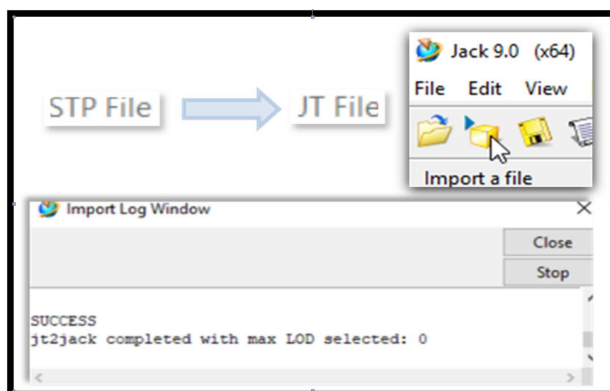 Jack 9.0 (x64)
File Edit View
STP File JT File
Import a file
Import Log Window
Close
Stop
SUCCESS
jt2jack completed with max LOD selected: 0